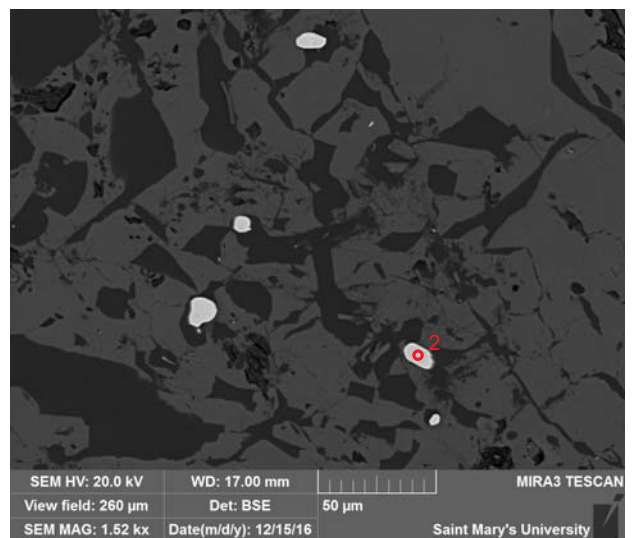 2
SEM HV: 20.0 kV WD: 17.00 mm MIRA3 TESCAN
View field: 260 µm Det: BSE 50 µm
SEM MAG: 1.52 kx Date(m/d/y): 12/15/16 Saint Mary's University